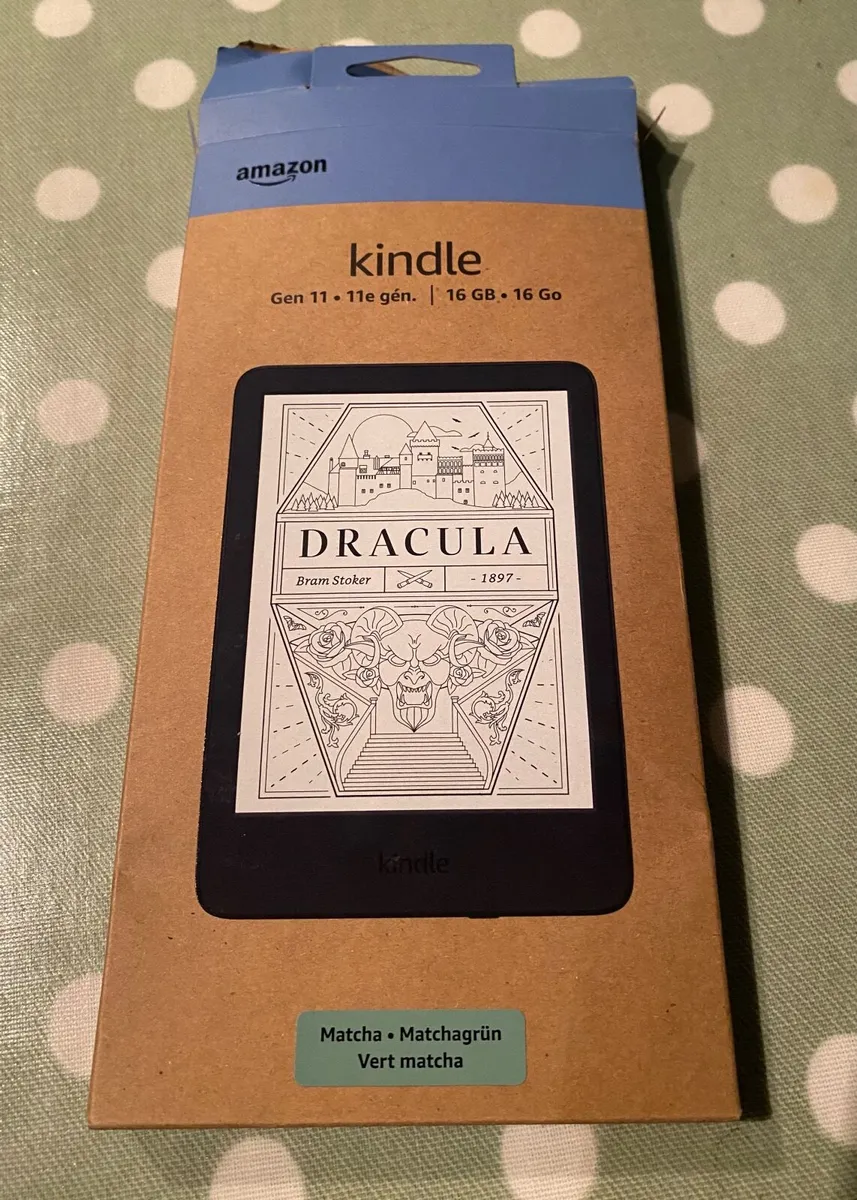 amazon
kindle
Gen 11 • 11e gén. | 16 GB • 16 Go
DRACULA
Bram Stoker - 1897 -
kindle
Matcha • Matchagrün
Vert matcha